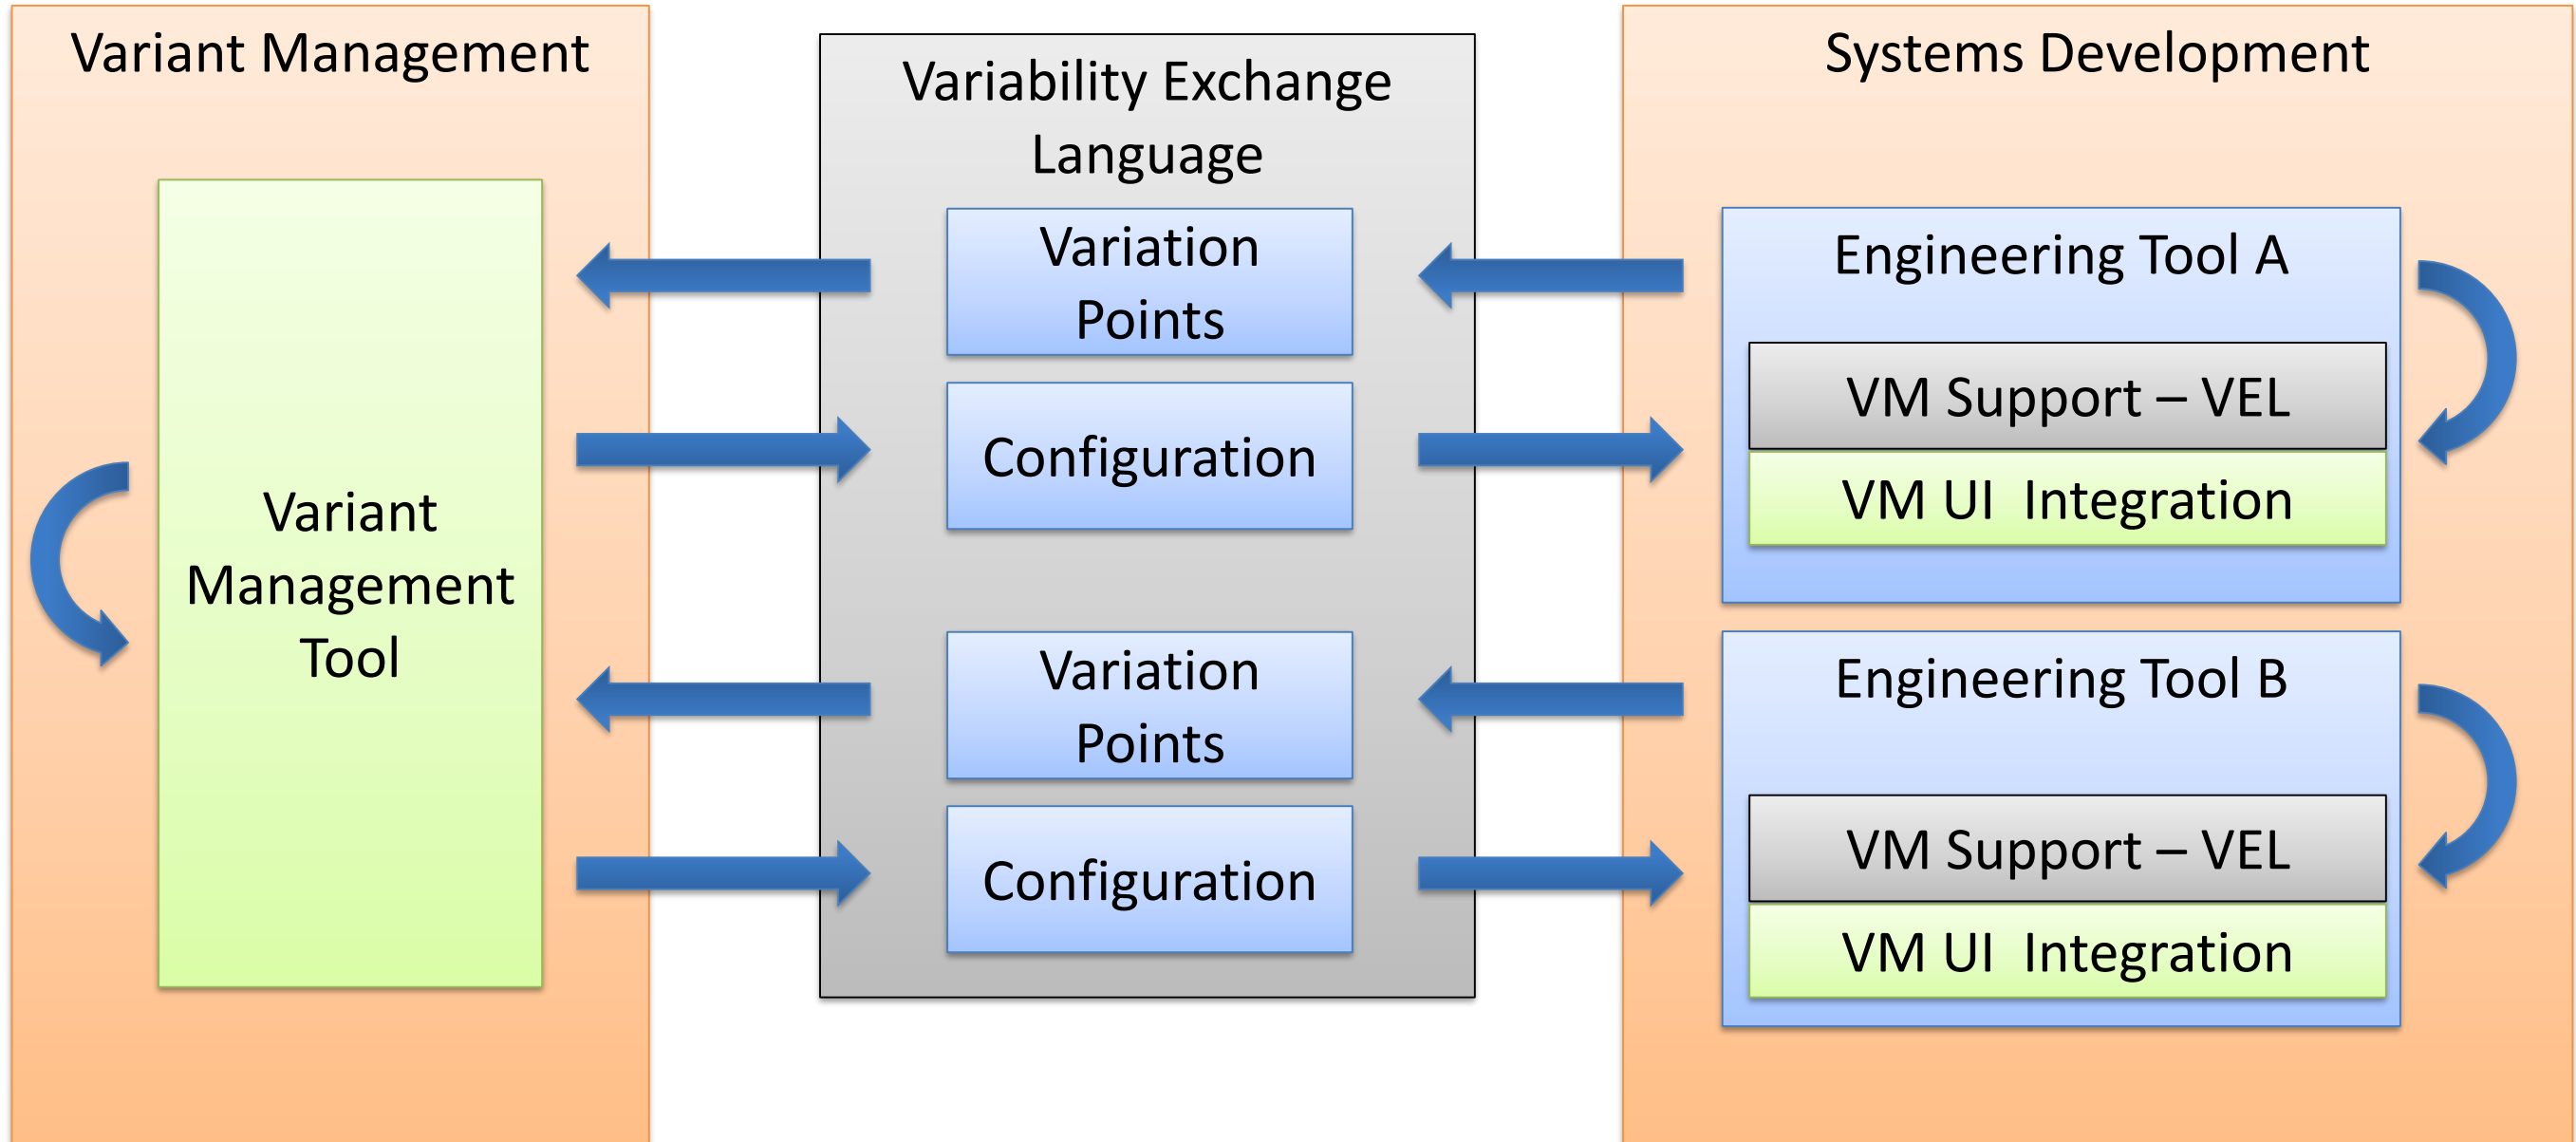 Variant Management
Variant
Management
Tool
Variability Exchange
Language
Variation
Points
Configuration
Variation
Points
Configuration
Systems Development
Engineering Tool A
VM Support – VEL
VM UI  Integration
Engineering Tool B
VM Support – VEL
VM UI  Integration